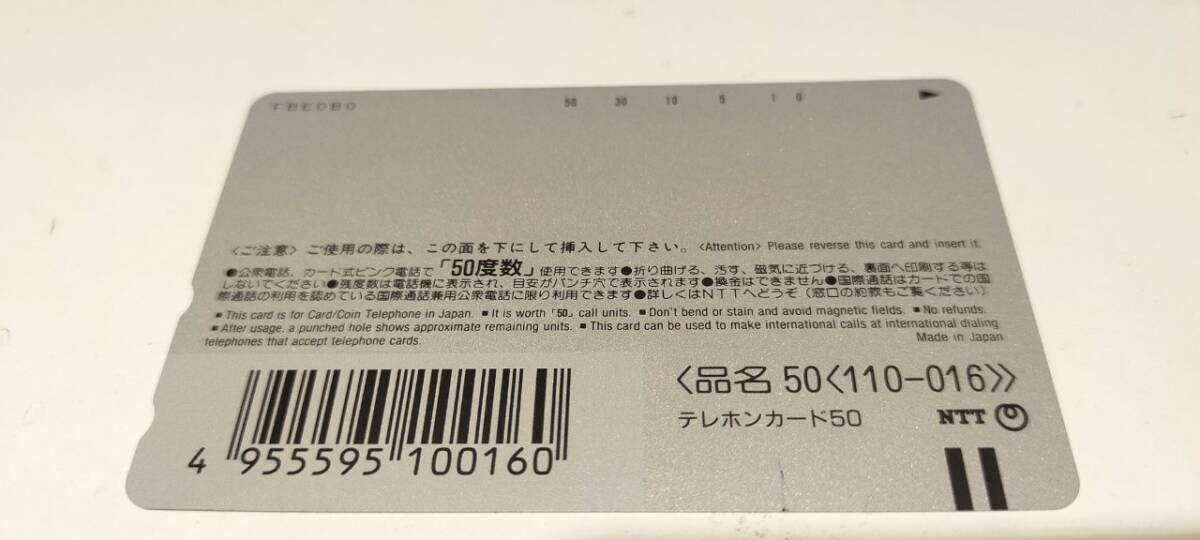 50 30 10 5 1 0
〈ご注意〉ご使用の際は、この面を下にして挿入して下さい。〈Attention〉Please reverse this card and insert it.
●公衆電話、カード式ピンク電話で「50度数」使用できます●折り曲げる、汚す、磁気に近づける、裏面へ印刷する等は
しないでください●残度数は電話機に表示され、目安がパンチ穴で表示されます●換金はできません●国際通話はカードでの国
際通話の利用を認めている国際通話兼用公衆電話に限り利用できます●詳しくはNTTへどうぞ(窓口の約款もご覧ください)
■This card is for Card/Coin Telephone in Japan. ■It is worth「50」call units. ■Don't bend or stain and avoid magnetic fields. ■No refunds.
■After usage, a punched hole shows approximate remaining units. ■This card can be used to make international calls at international dialing
telephones that accept telephone cards. Made in Japan
〈品名 50〈110-016〉〉
テレホンカード50 NTT
4 955595 100160